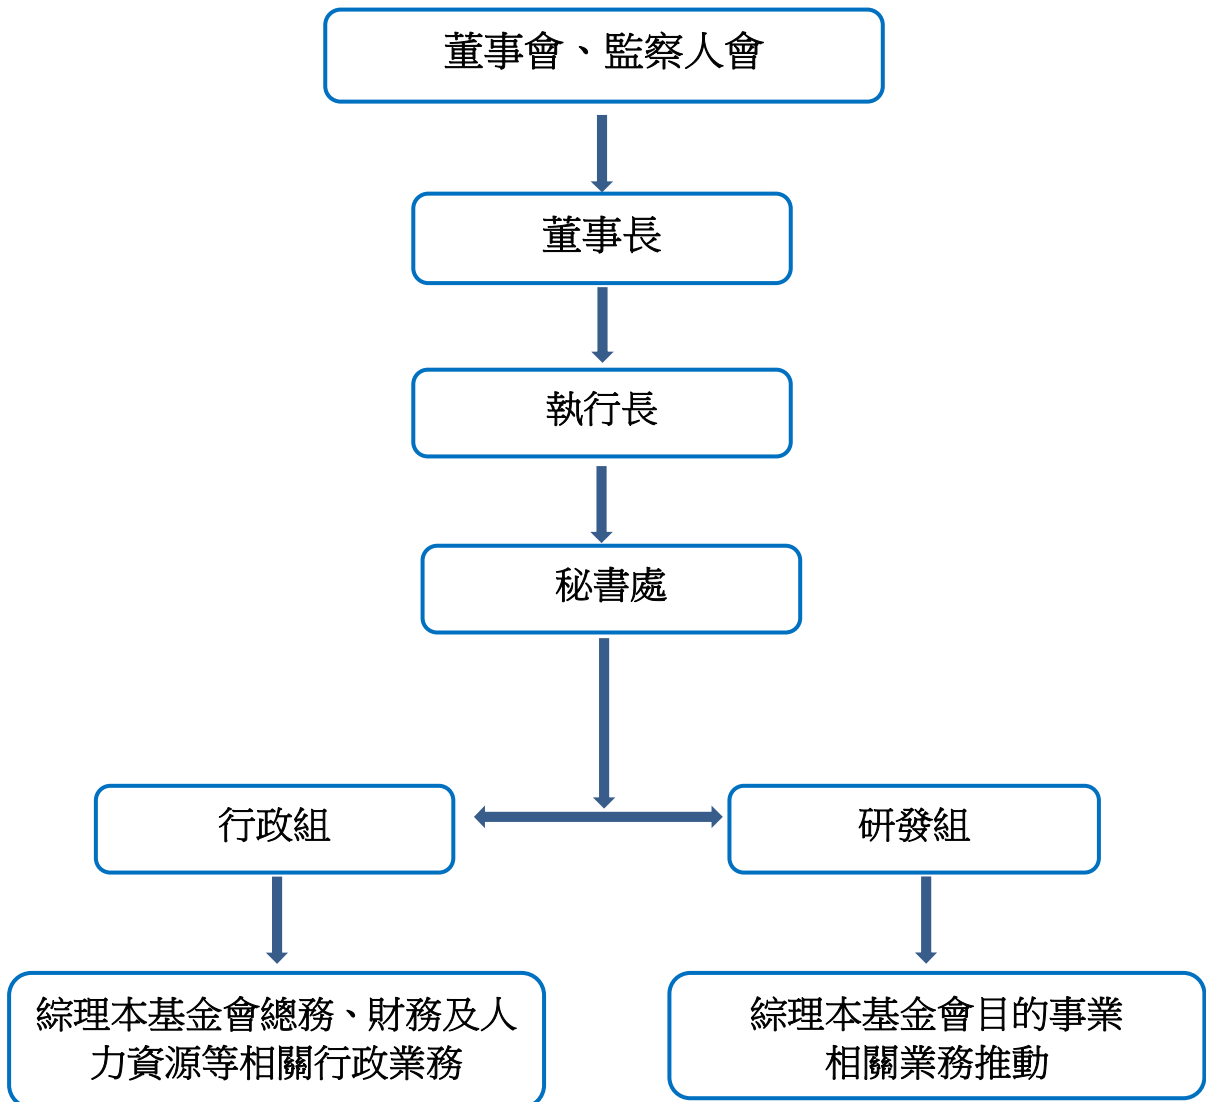 董事會、監察人會
董事長
執行長
秘書處
行政組
研發組
綜理本基金會總務、財務及人
力資源等相關行政業務
綜理本基金會目的事業
相關業務推動